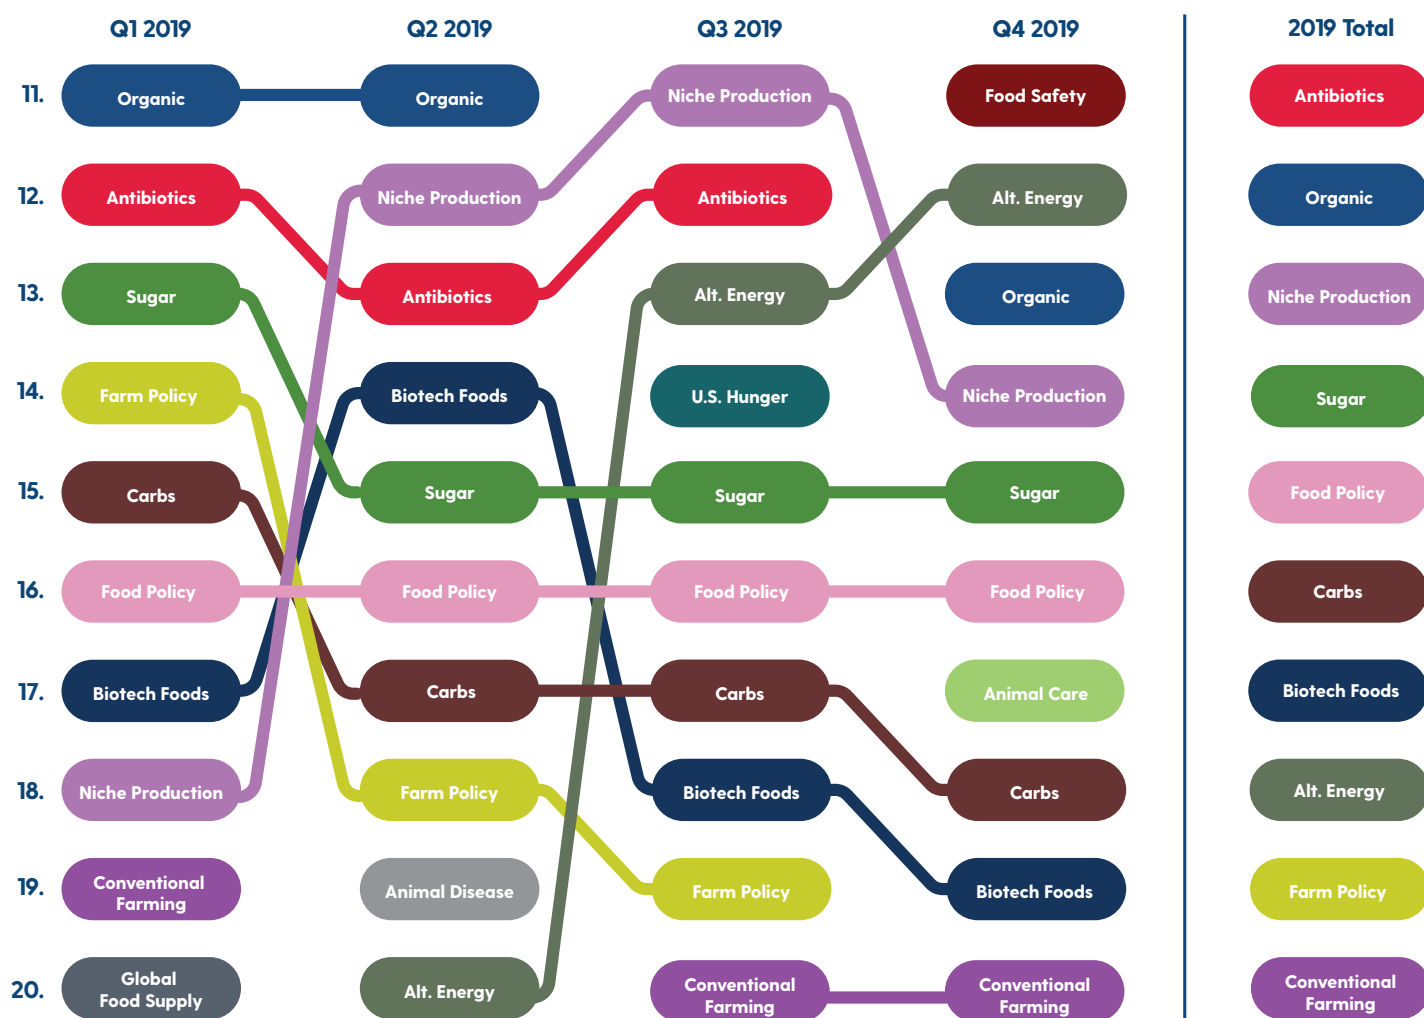 Q1 2019 Q2 2019 Q3 2019 Q4 2019 2019 Total
11. Organic Organic Niche Production Food Safety Antibiotics
12. Antibiotics Niche Production Antibiotics Alt. Energy Organic
13. Sugar Antibiotics Alt. Energy Organic Niche Production
14. Farm Policy Biotech Foods U.S. Hunger Niche Production Sugar
15. Carbs Sugar Sugar Sugar Food Policy
16. Food Policy Food Policy Food Policy Food Policy Carbs
17. Biotech Foods Carbs Carbs Animal Care Biotech Foods
18. Niche Production Farm Policy Biotech Foods Carbs Alt. Energy
19. Conventional
Farming Animal Disease Farm Policy Biotech Foods Farm Policy
20. Global
Food Supply Alt. Energy Conventional
Farming Conventional
Farming Conventional
Farming